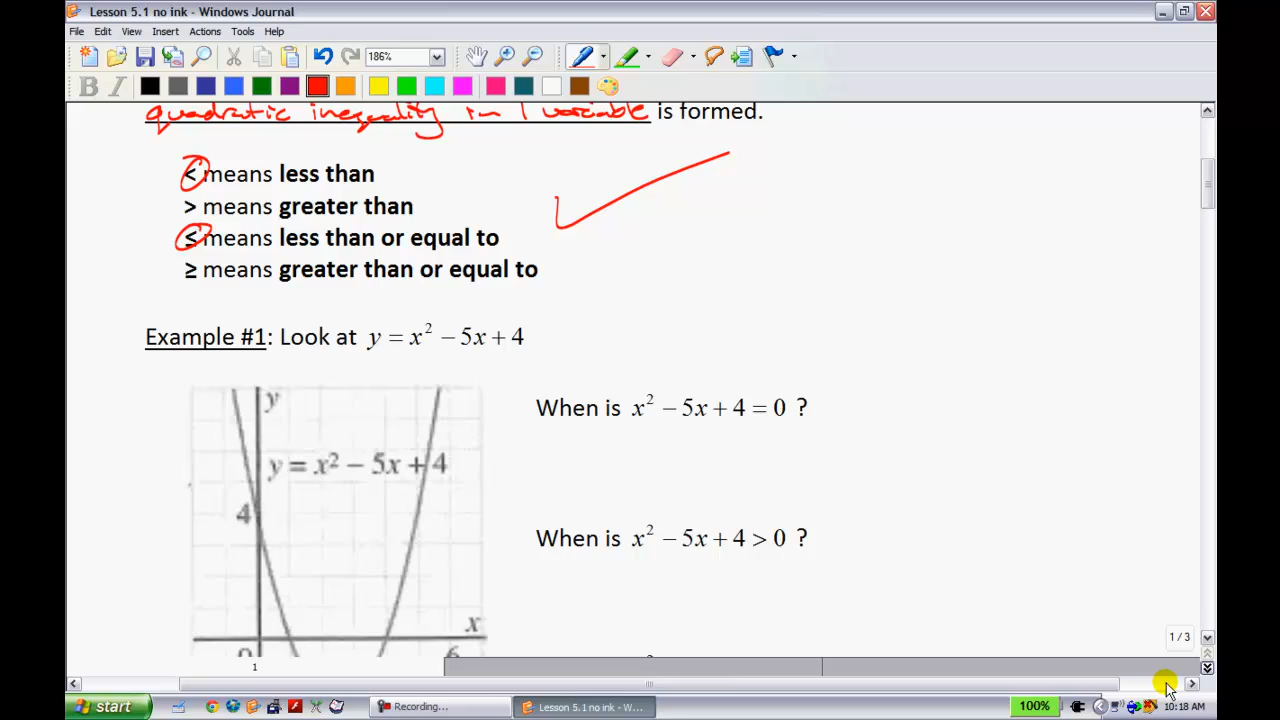 Lesson 5.1 no ink - Windows Journal
File Edit View Insert Actions Tools Help
186%
B I
quadratic inequality in 1 variable is formed.
< means less than
> means greater than
≤ means less than or equal to
≥ means greater than or equal to
Example #1: Look at y = x² − 5x + 4
When is x² − 5x + 4 = 0 ?
y
y = x² − 5x + 4
4
When is x² − 5x + 4 > 0 ?
x
1 / 3
0 6
1
start Recording... Lesson 5.1 no ink - W... 100% 10:18 AM